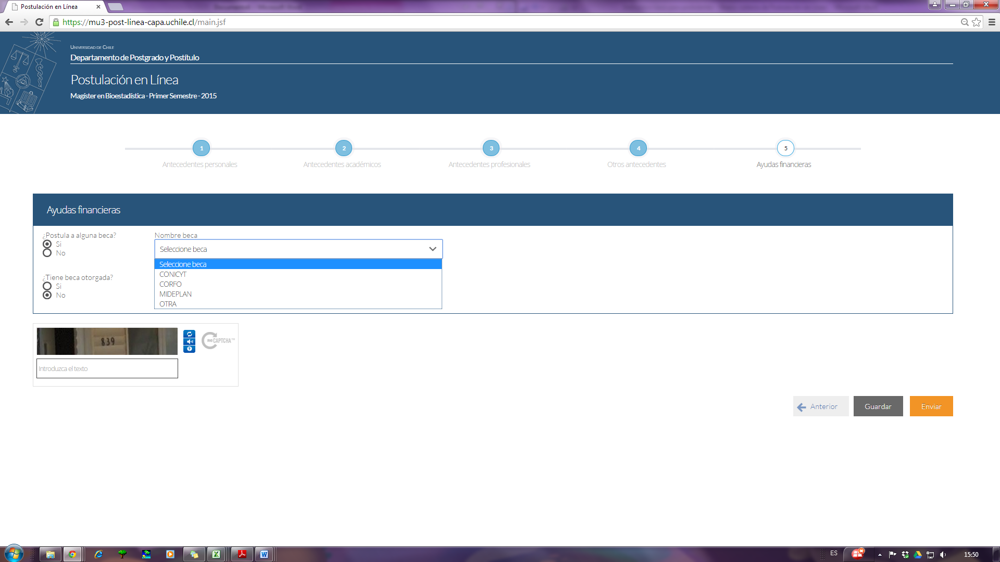 Postulación en Línea
https://mu3-post-linea-capa.uchile.cl/main.jsf
UNIVERSIDAD DE CHILE
Departamento de Postgrado y Postítulo
Postulación en Línea
Magíster en Bioestadística - Primer Semestre - 2015
1 2 3 4 5
Antecedentes personales Antecedentes académicos Antecedentes profesionales Otros antecedentes Ayudas financieras
Ayudas financieras
¿Postula a alguna beca?
Si
No
Nombre beca
Seleccione beca
Seleccione beca
CONICYT
CORFO
MIDEPLAN
OTRA
¿Tiene beca otorgada?
Si
No
839
reCAPTCHA™
Introduzca el texto
Anterior Guardar Enviar
ES 15:50